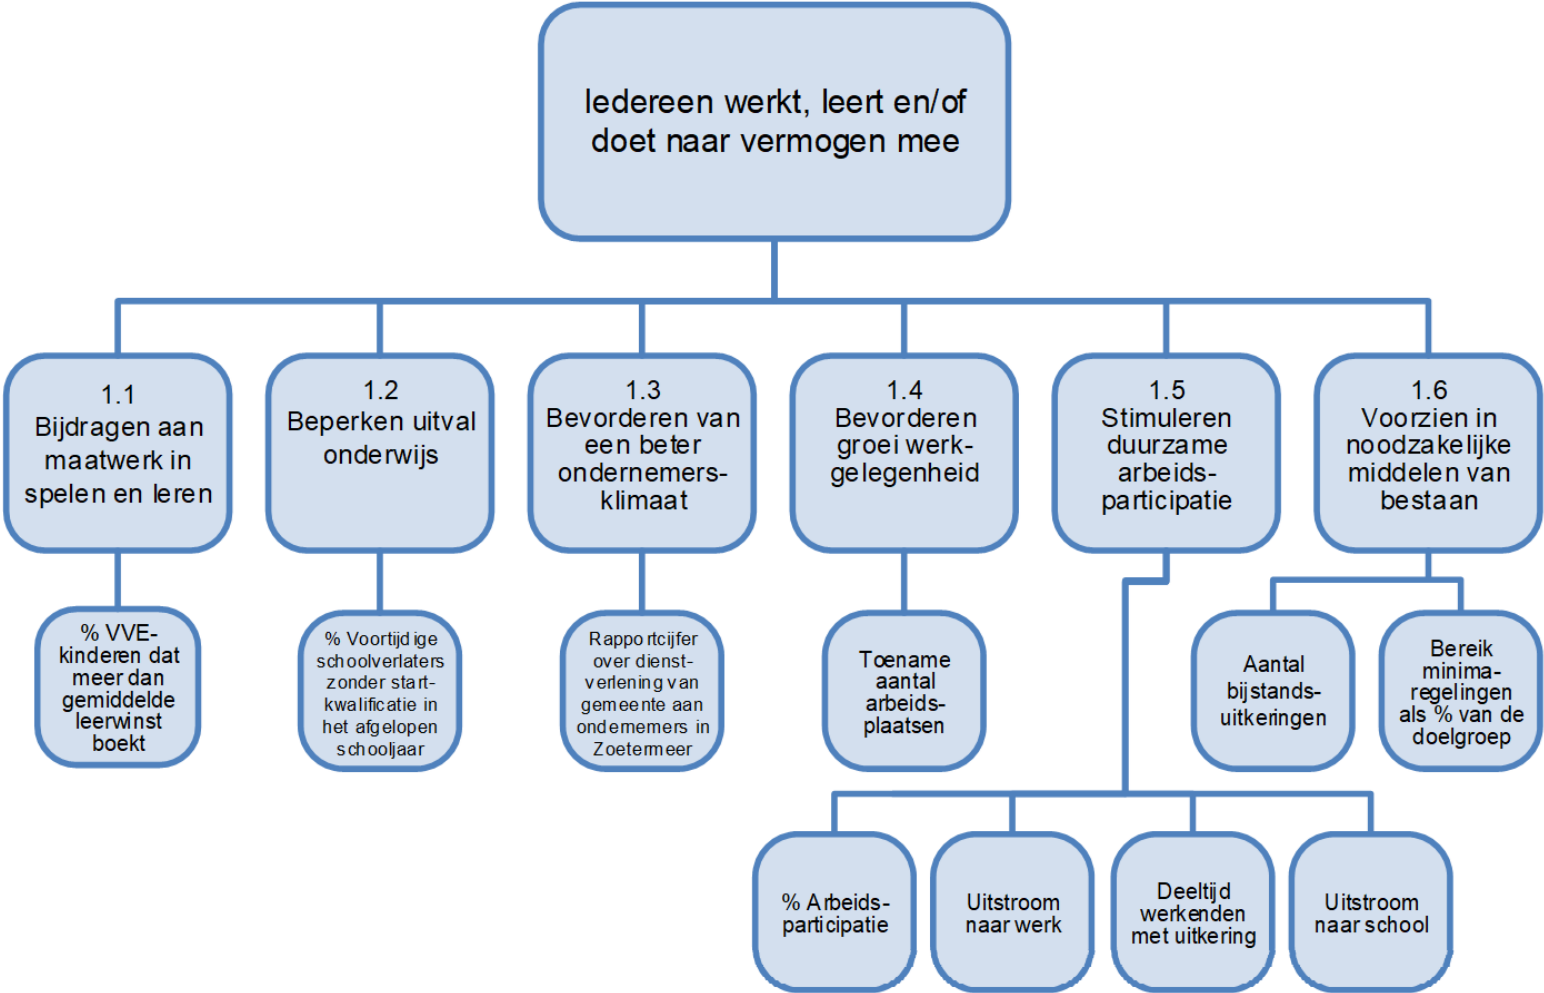 Iedereen werkt, leert en/of
doet naar vermogen mee
1.1
Bijdragen aan
maatwerk in
spelen en leren
1.2
Beperken uitval
onderwijs
1.3
Bevorderen van
een beter
ondernemers-
klimaat
1.4
Bevorderen
groei werk-
gelegenheid
1.5
Stimuleren
duurzame
arbeids-
participatie
1.6
Voorzien in
noodzakelijke
middelen van
bestaan
% VVE-
kinderen dat
meer dan
gemiddelde
leerwinst
boekt
% Voortijdige
schoolverlaters
zonder start-
kwalificatie in
het afgelopen
schooljaar
Rapportcijfer
over dienst-
verlening van
gemeente aan
ondernemers in
Zoetermeer
Toename
aantal
arbeids-
plaatsen
Aantal
bijstands-
uitkeringen
Bereik
minima-
regelingen
als % van de
doelgroep
% Arbeids-
participatie
Uitstroom
naar werk
Deeltijd
werkenden
met uitkering
Uitstroom
naar school